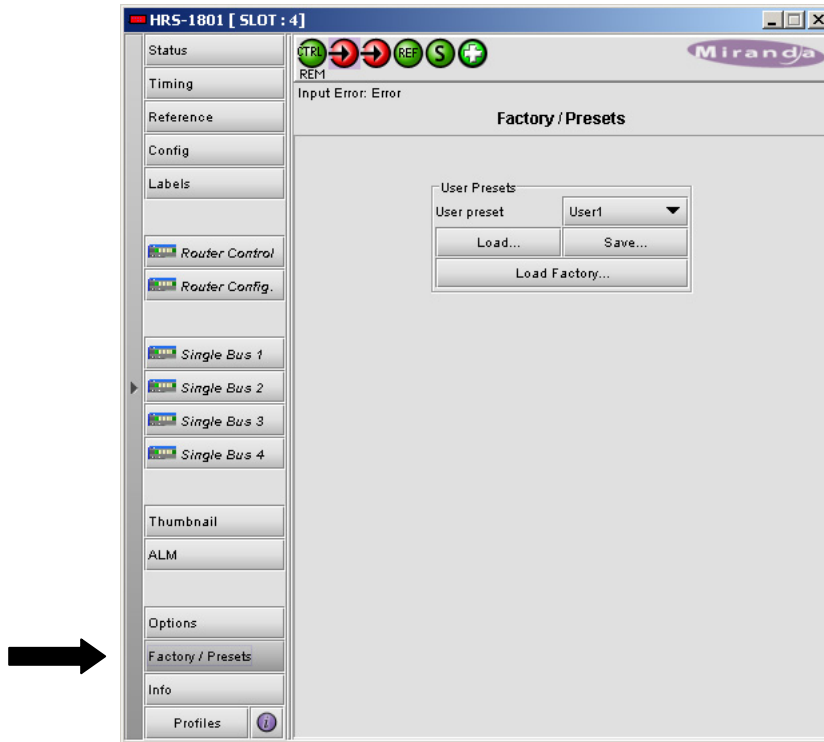 HRS-1801 [ SLOT : 4]
Status
Timing
Reference
Config
Labels
Router Control
Router Config.
Single Bus 1
Single Bus 2
Single Bus 3
Single Bus 4
Thumbnail
ALM
Options
Factory / Presets
Info
Profiles
i
CTRL
REF
S
REM
Miranda
Input Error: Error
Factory / Presets
User Presets
User preset
User1
Load...
Save...
Load Factory...